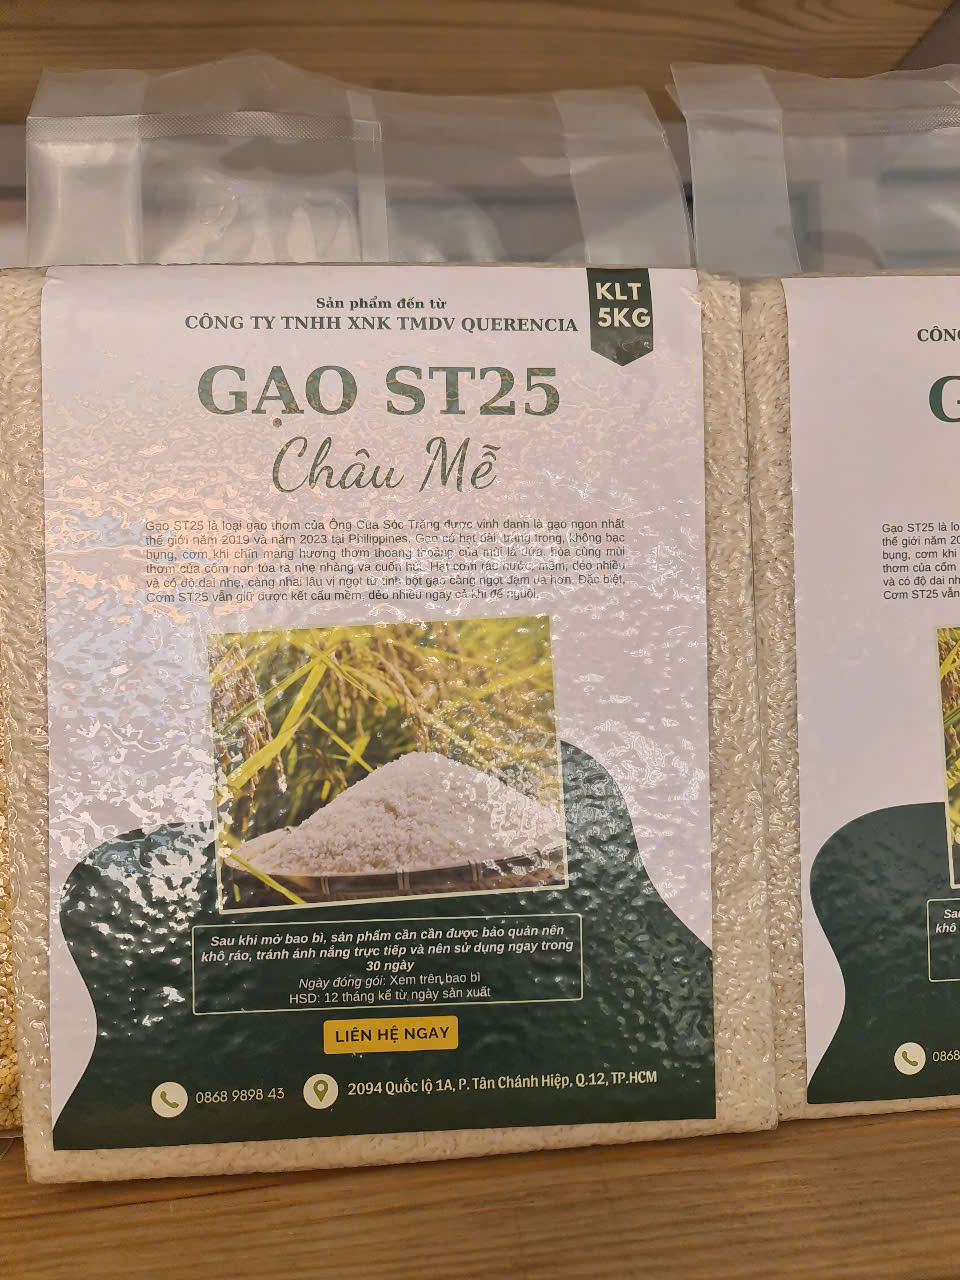 Sản phẩm đến từ
CÔNG TY TNHH XNK TMDV QUERENCIA
KLT
5KG
GẠO ST25
Châu Mễ
Gạo ST25 là loại gạo thơm của Ông Cua Sóc Trăng được vinh danh là gạo ngon nhất
thế giới năm 2019 và năm 2023 tại Philippines. Gạo có hạt dài, trắng trong, không bạc
bụng, cơm khi chín mang hương thơm thoang thoảng của mùi lá dứa, hòa cùng mùi
thơm của cốm non tỏa ra nhẹ nhàng và cuốn hút. Hạt cơm ráo nước, mềm, dẻo nhiều
và có độ dai nhẹ, càng nhai lâu vị ngọt từ tinh bột gạo càng ngọt đậm đà hơn. Đặc biệt,
Cơm ST25 vẫn giữ được kết cấu mềm, dẻo nhiều ngay cả khi để nguội.
Sau khi mở bao bì, sản phẩm cần cần được bảo quản nên
khô ráo, tránh ánh nắng trực tiếp và nên sử dụng ngay trong
30 ngày
Ngày đóng gói: Xem trên bao bì
HSD: 12 tháng kể từ ngày sản xuất
LIÊN HỆ NGAY
0868 9898 43
2094 Quốc lộ 1A, P. Tân Chánh Hiệp, Q.12, TP.HCM
CÔNG
G
Gạo ST25 là lo
thế giới năm 20
bụng, cơm khi
thơm của cốm
và có độ dai nh
Cơm ST25 vẫn
Sau
khô
0868